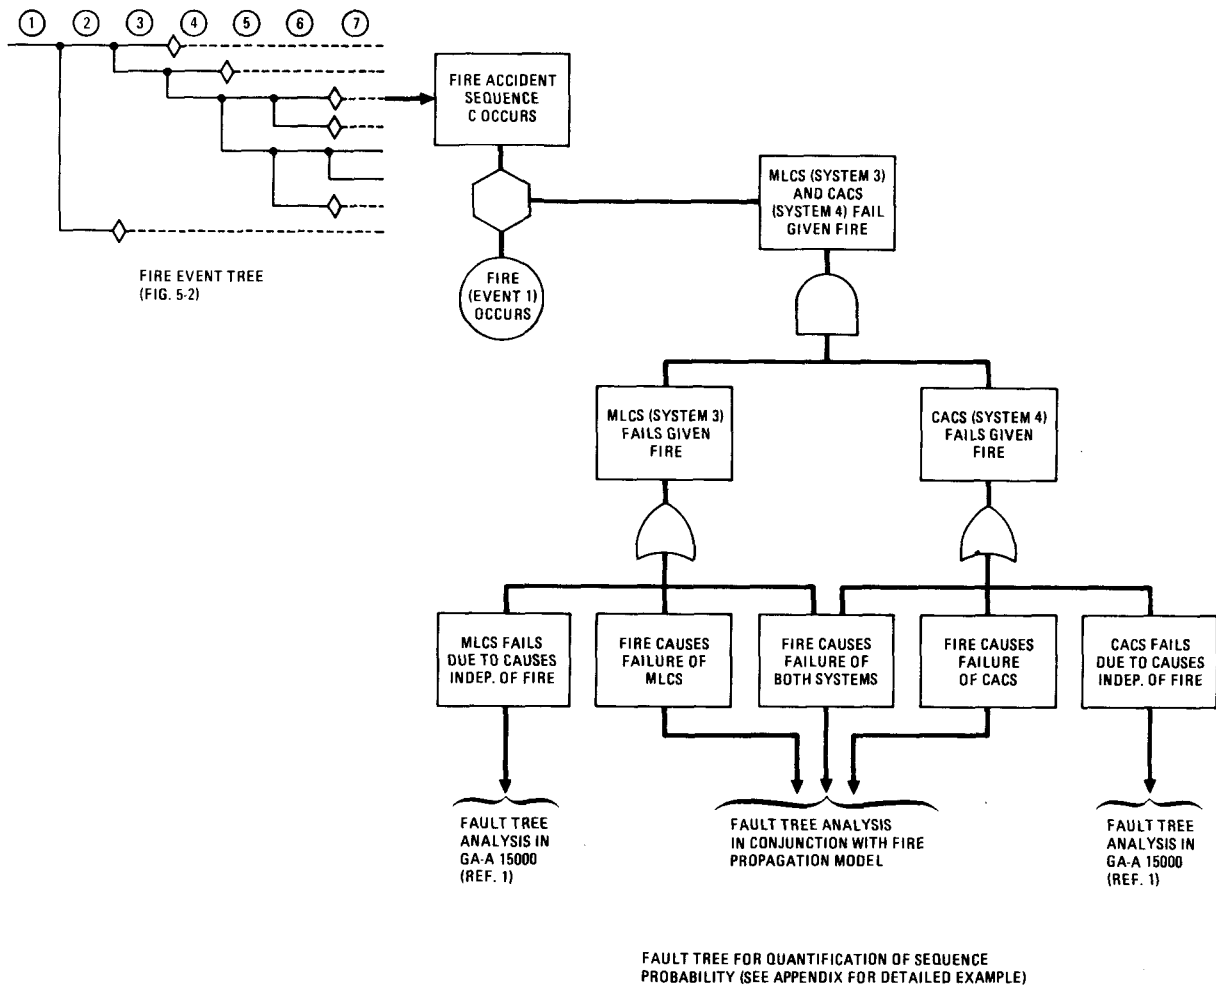 1 2 3 4 5 6 7
FIRE ACCIDENT
SEQUENCE
C OCCURS
MLCS (SYSTEM 3)
AND CACS
(SYSTEM 4) FAIL
GIVEN FIRE
FIRE EVENT TREE
(FIG. 5-2)
FIRE
(EVENT 1)
OCCURS
MLCS (SYSTEM 3)
FAILS GIVEN
FIRE
CACS (SYSTEM 4)
FAILS GIVEN
FIRE
MLCS FAILS
DUE TO CAUSES
INDEP. OF FIRE
FIRE CAUSES
FAILURE OF
MLCS
FIRE CAUSES
FAILURE OF
BOTH SYSTEMS
FIRE CAUSES
FAILURE
OF CACS
CACS FAILS
DUE TO CAUSES
INDEP. OF FIRE
FAULT TREE
ANALYSIS IN
GA-A 15000
(REF. 1)
FAULT TREE ANALYSIS
IN CONJUNCTION WITH FIRE
PROPAGATION MODEL
FAULT TREE
ANALYSIS IN
GA-A 15000
(REF. 1)
FAULT TREE FOR QUANTIFICATION OF SEQUENCE
PROBABILITY (SEE APPENDIX FOR DETAILED EXAMPLE)